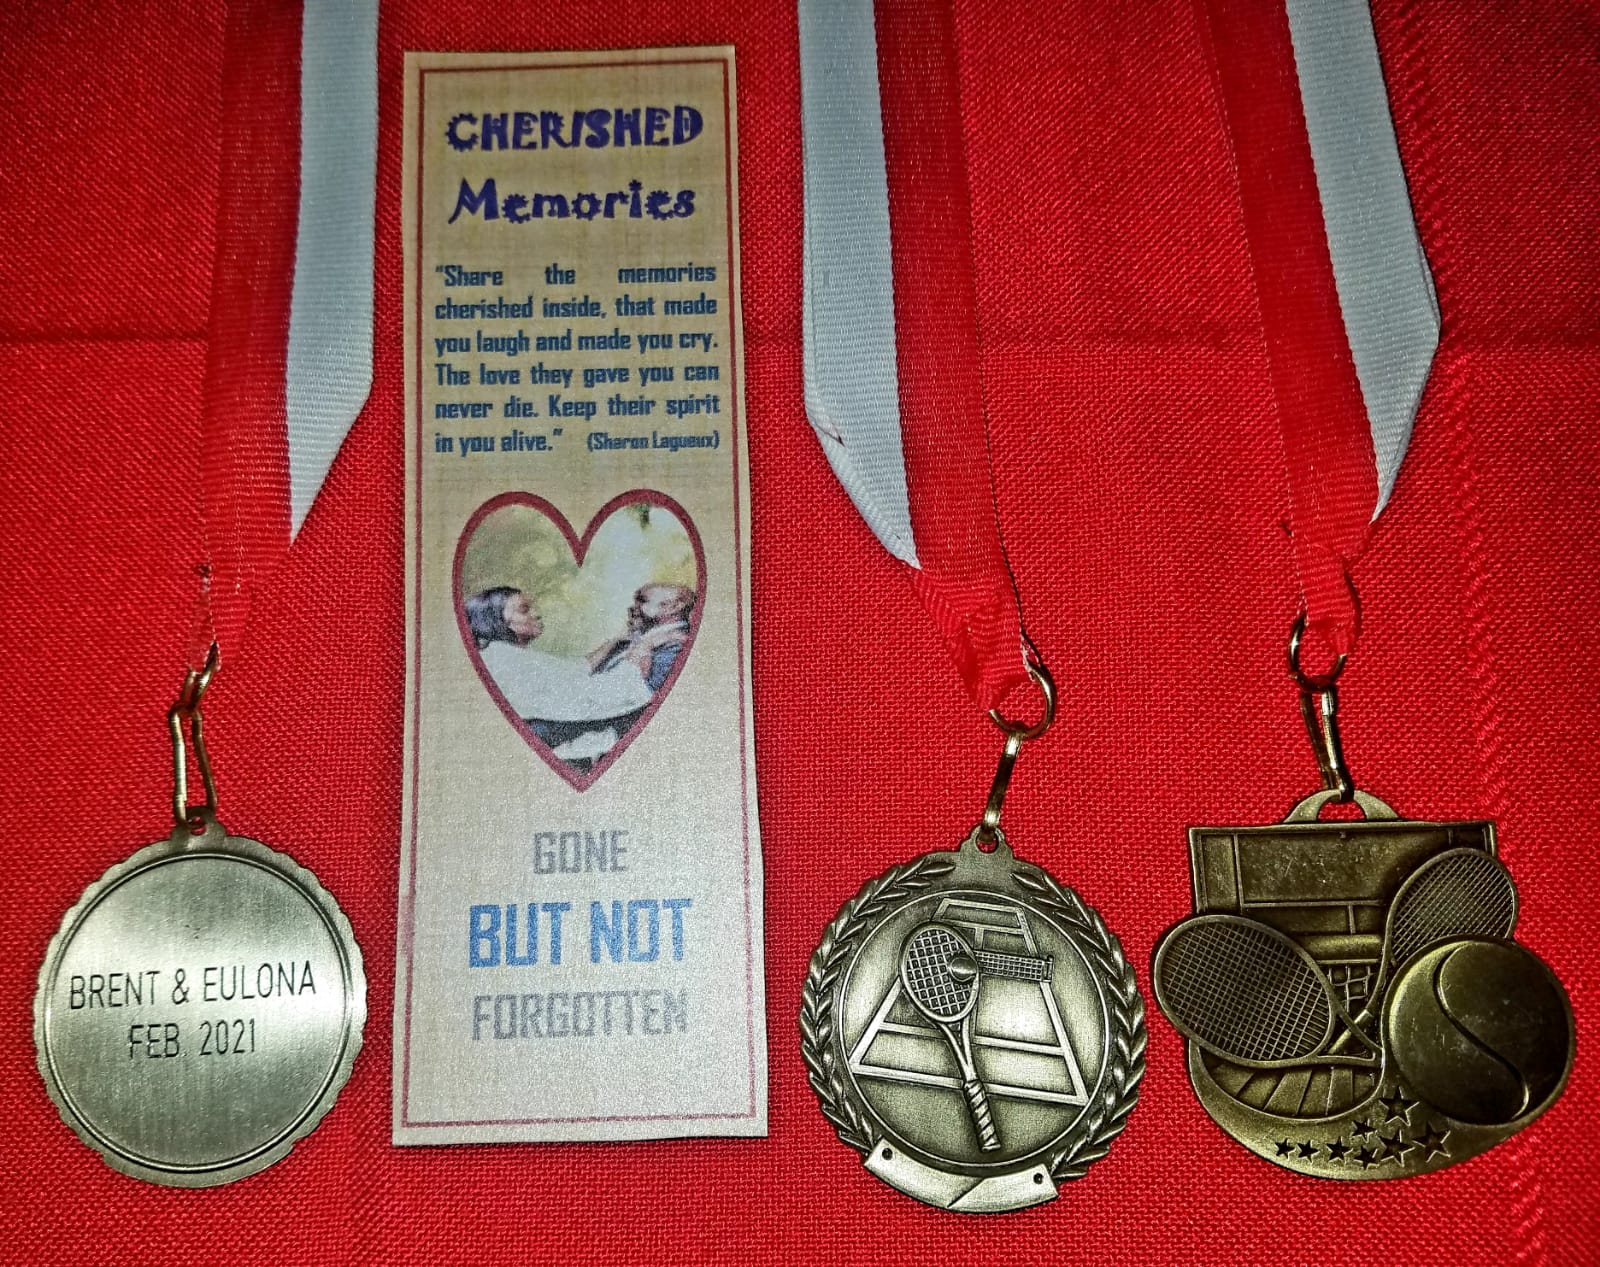 CHERISHED
Memories
"Share the memories
cherished inside, that made
you laugh and made you cry.
The love they gave you can
never die. Keep their spirit
in you alive." (Sharon Lagueux)
GONE
BUT NOT
FORGOTTEN
BRENT & EULONA
FEB. 2021